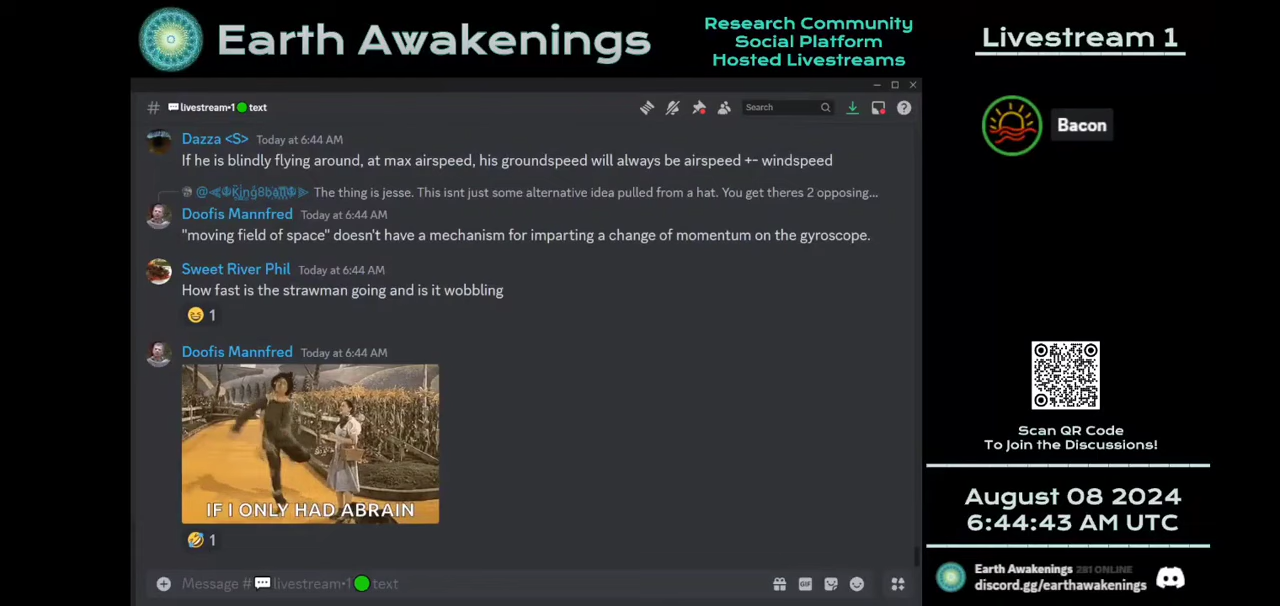 Earth Awakenings
Research Community
Social Platform
Hosted Livestreams
Livestream 1
# livestream•1 text
Search
Bacon
Dazza <S> Today at 6:44 AM
If he is blindly flying around, at max airspeed, his groundspeed will always be airspeed +- windspeed
The thing is jesse. This isnt just some alternative idea pulled from a hat. You get theres 2 opposing...
Doofis Mannfred Today at 6:44 AM
"moving field of space" doesn't have a mechanism for imparting a change of momentum on the gyroscope.
Sweet River Phil Today at 6:44 AM
How fast is the strawman going and is it wobbling
1
Doofis Mannfred Today at 6:44 AM
IF I ONLY HAD ABRAIN
1
Message # livestream•1 text
GIF
Scan QR Code
To Join the Discussions!
August 08 2024
6:44:43 AM UTC
Earth Awakenings 281 ONLINE
discord.gg/earthawakenings